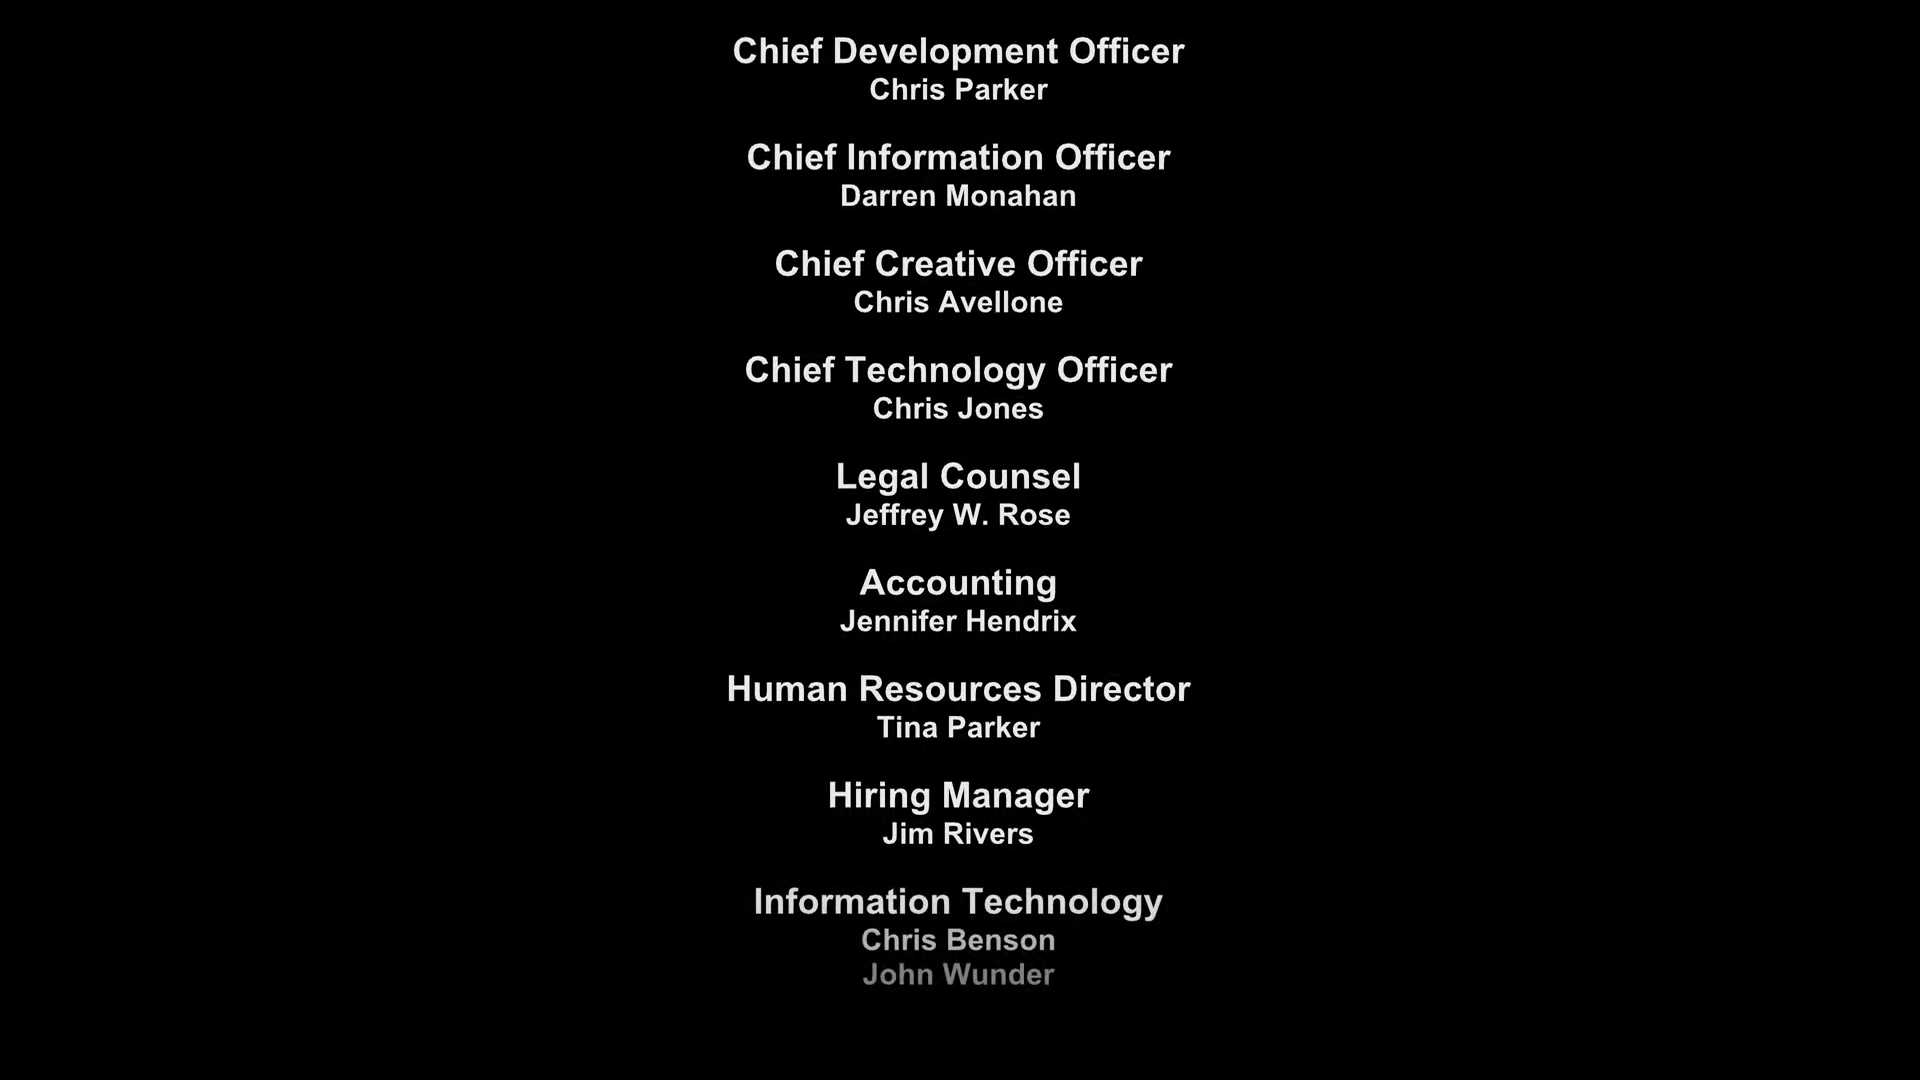 Chief Development Officer
Chris Parker
Chief Information Officer
Darren Monahan
Chief Creative Officer
Chris Avellone
Chief Technology Officer
Chris Jones
Legal Counsel
Jeffrey W. Rose
Accounting
Jennifer Hendrix
Human Resources Director
Tina Parker
Hiring Manager
Jim Rivers
Information Technology
Chris Benson
John Wunder